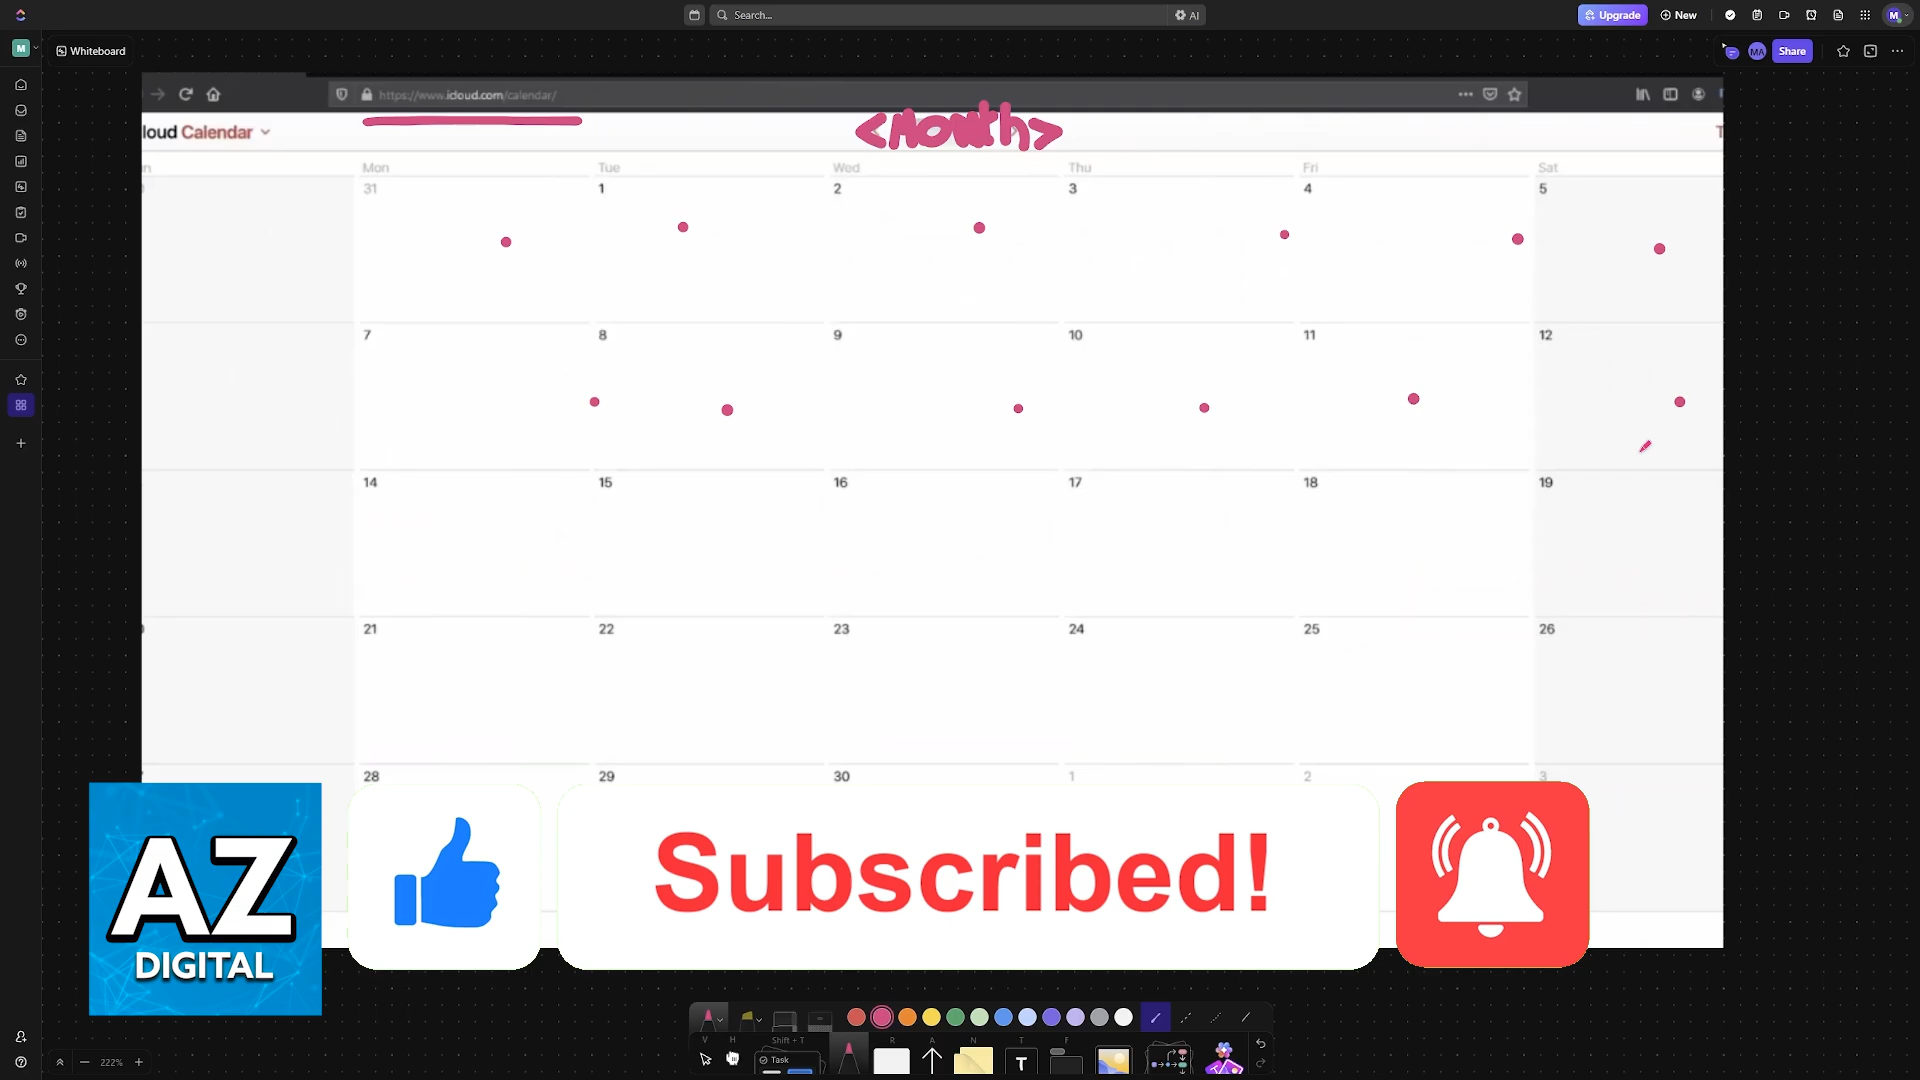 Search...
AI
Upgrade
New
M
M
Whiteboard
MA
Share
https://www.icloud.com/calendar/
loud Calendar
<Month>
T
n
Mon
Tue
Wed
Thu
Fri
Sat
31
1
2
3
4
5
7
8
9
10
11
12
14
15
16
17
18
19
21
22
23
24
25
26
28
29
30
1
2
3
AZ
DIGITAL
Subscribed!
Shift + T
V
H
R
A
N
T
F
Task
T
222%